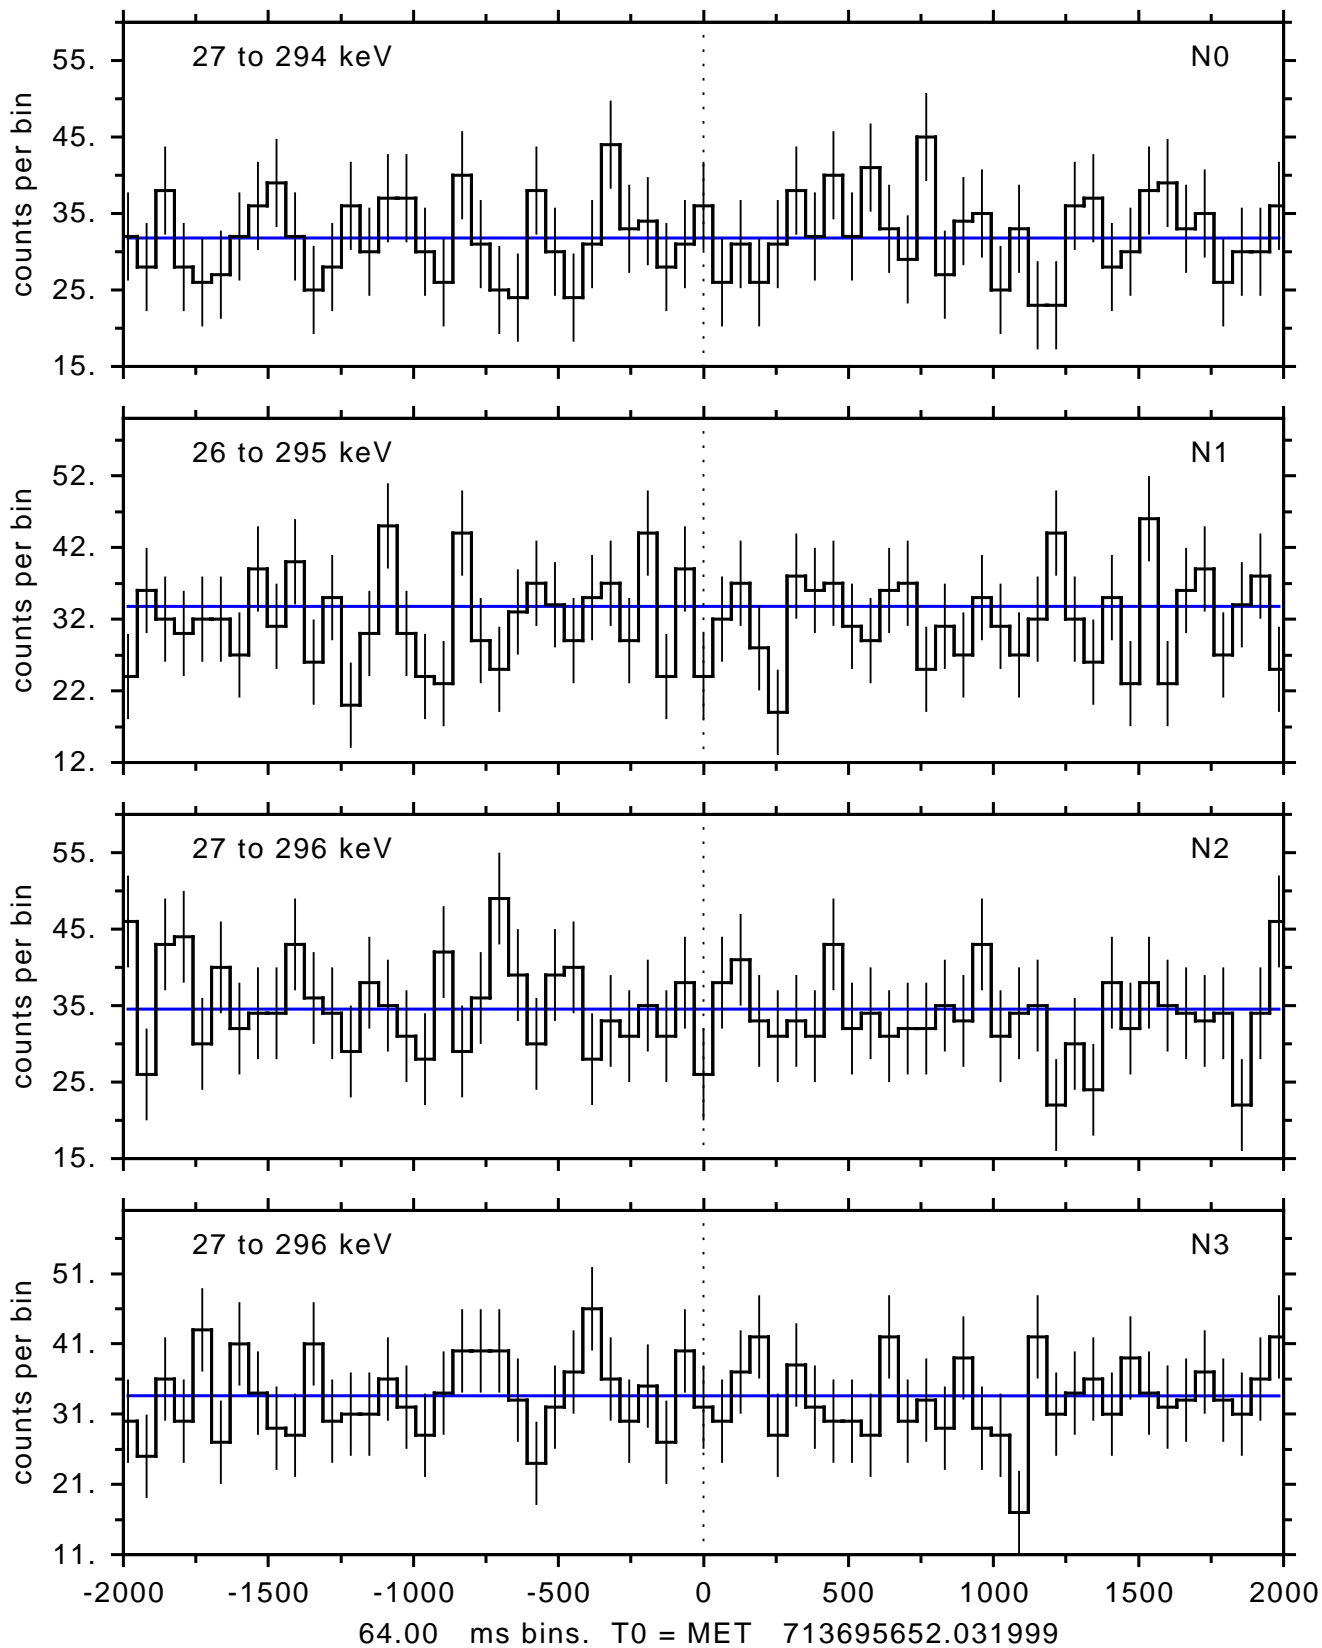 27 to 294 keV N0
55.
45.
35.
25.
15.
counts per bin
26 to 295 keV N1
52.
42.
32.
22.
12.
counts per bin
27 to 296 keV N2
55.
45.
35.
25.
15.
counts per bin
27 to 296 keV N3
51.
41.
31.
21.
11.
counts per bin
-2000 -1500 -1000 -500 0 500 1000 1500 2000
64.00 ms bins. T0 = MET 713695652.031999